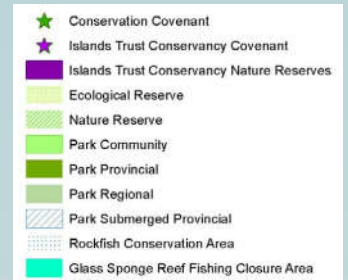 Conservation Covenant
Islands Trust Conservancy Covenant
Islands Trust Conservancy Nature Reserves
Ecological Reserve
Nature Reserve
Park Community
Park Provincial
Park Regional
Park Submerged Provincial
Rockfish Conservation Area
Glass Sponge Reef Fishing Closure Area